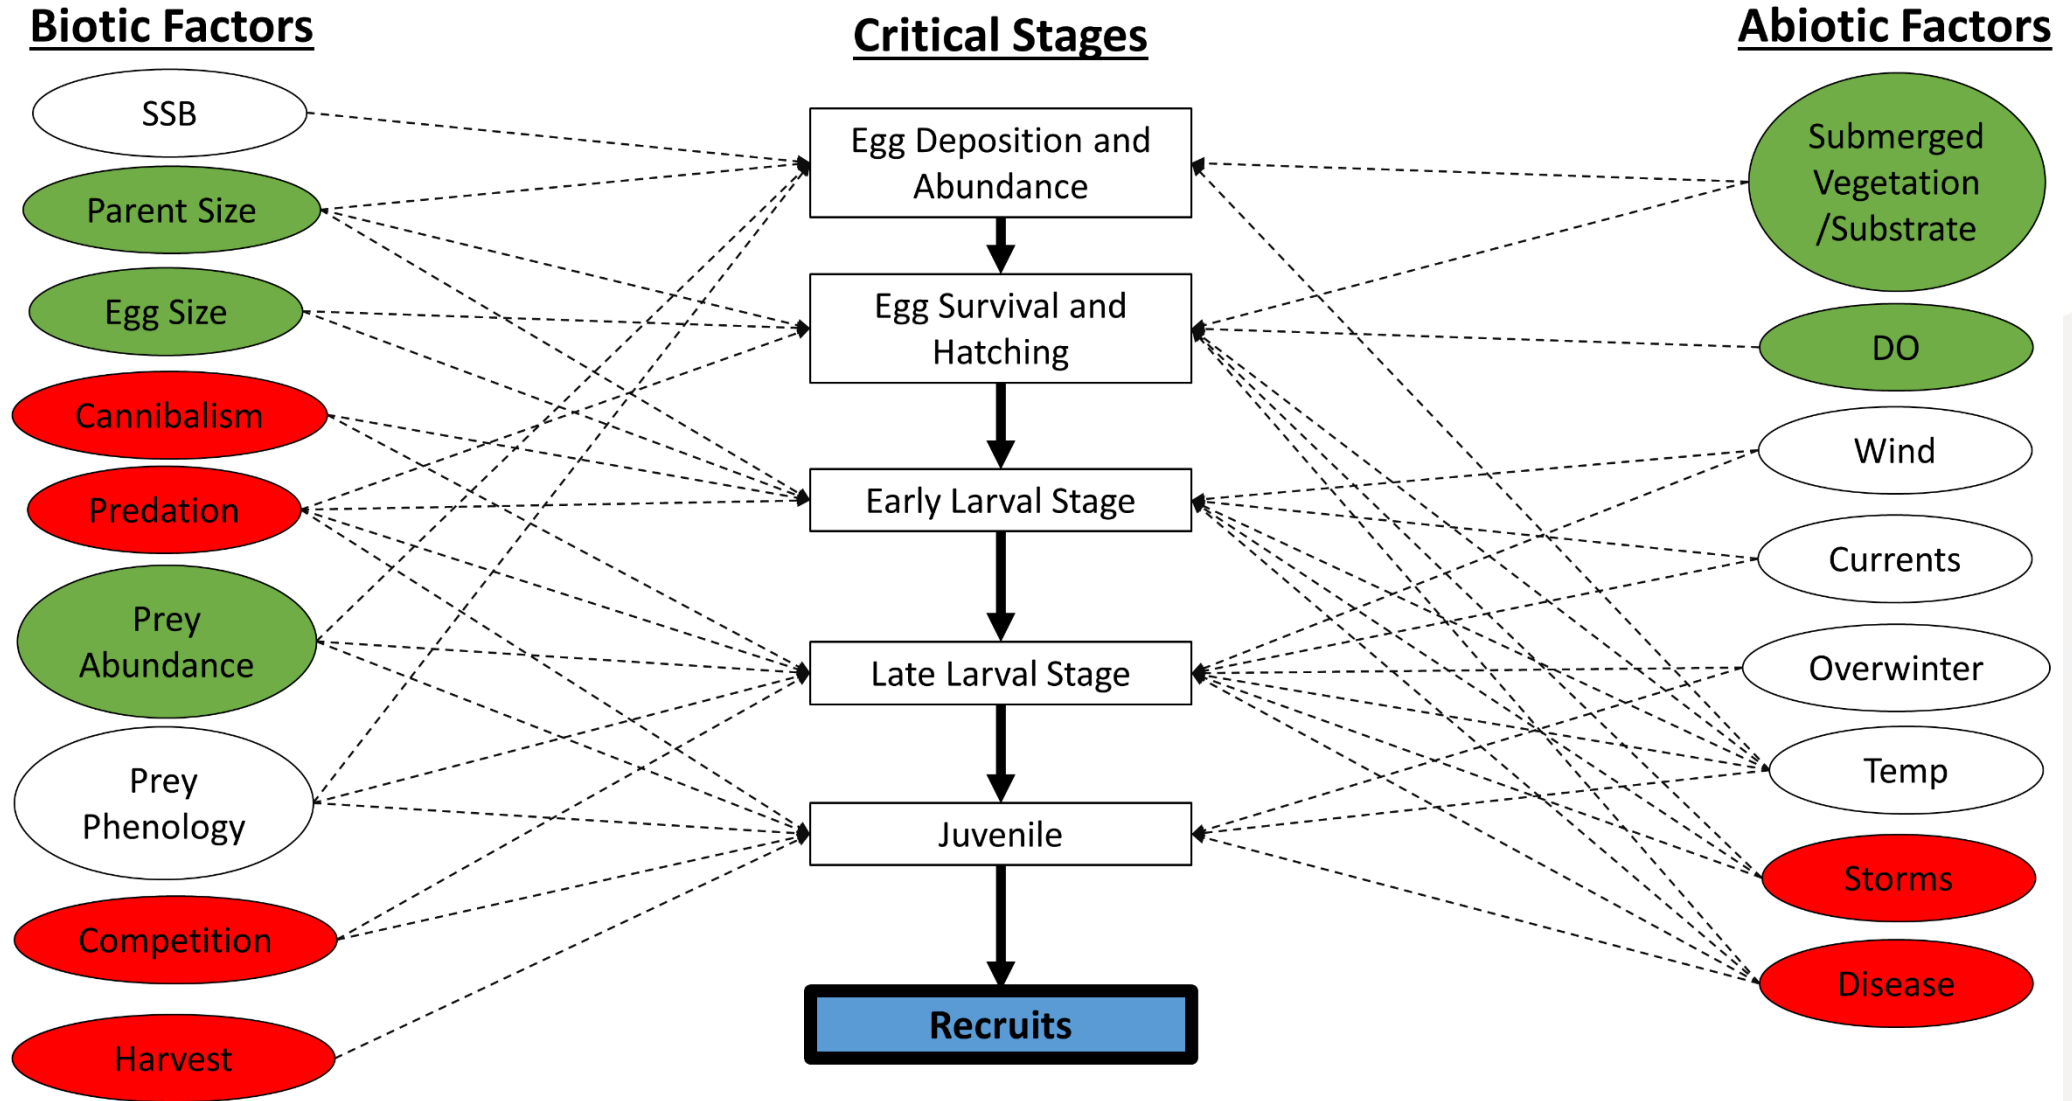 Biotic Factors
SSB
Parent Size
Egg Size
Cannibalism
Predation
Prey
Abundance
Prey
Phenology
Competition
Harvest
Critical Stages
Egg Deposition and
Abundance
Egg Survival and
Hatching
Early Larval Stage
Late Larval Stage
Juvenile
Recruits
Abiotic Factors
Submerged
Vegetation
/Substrate
DO
Wind
Currents
Overwinter
Temp
Storms
Disease